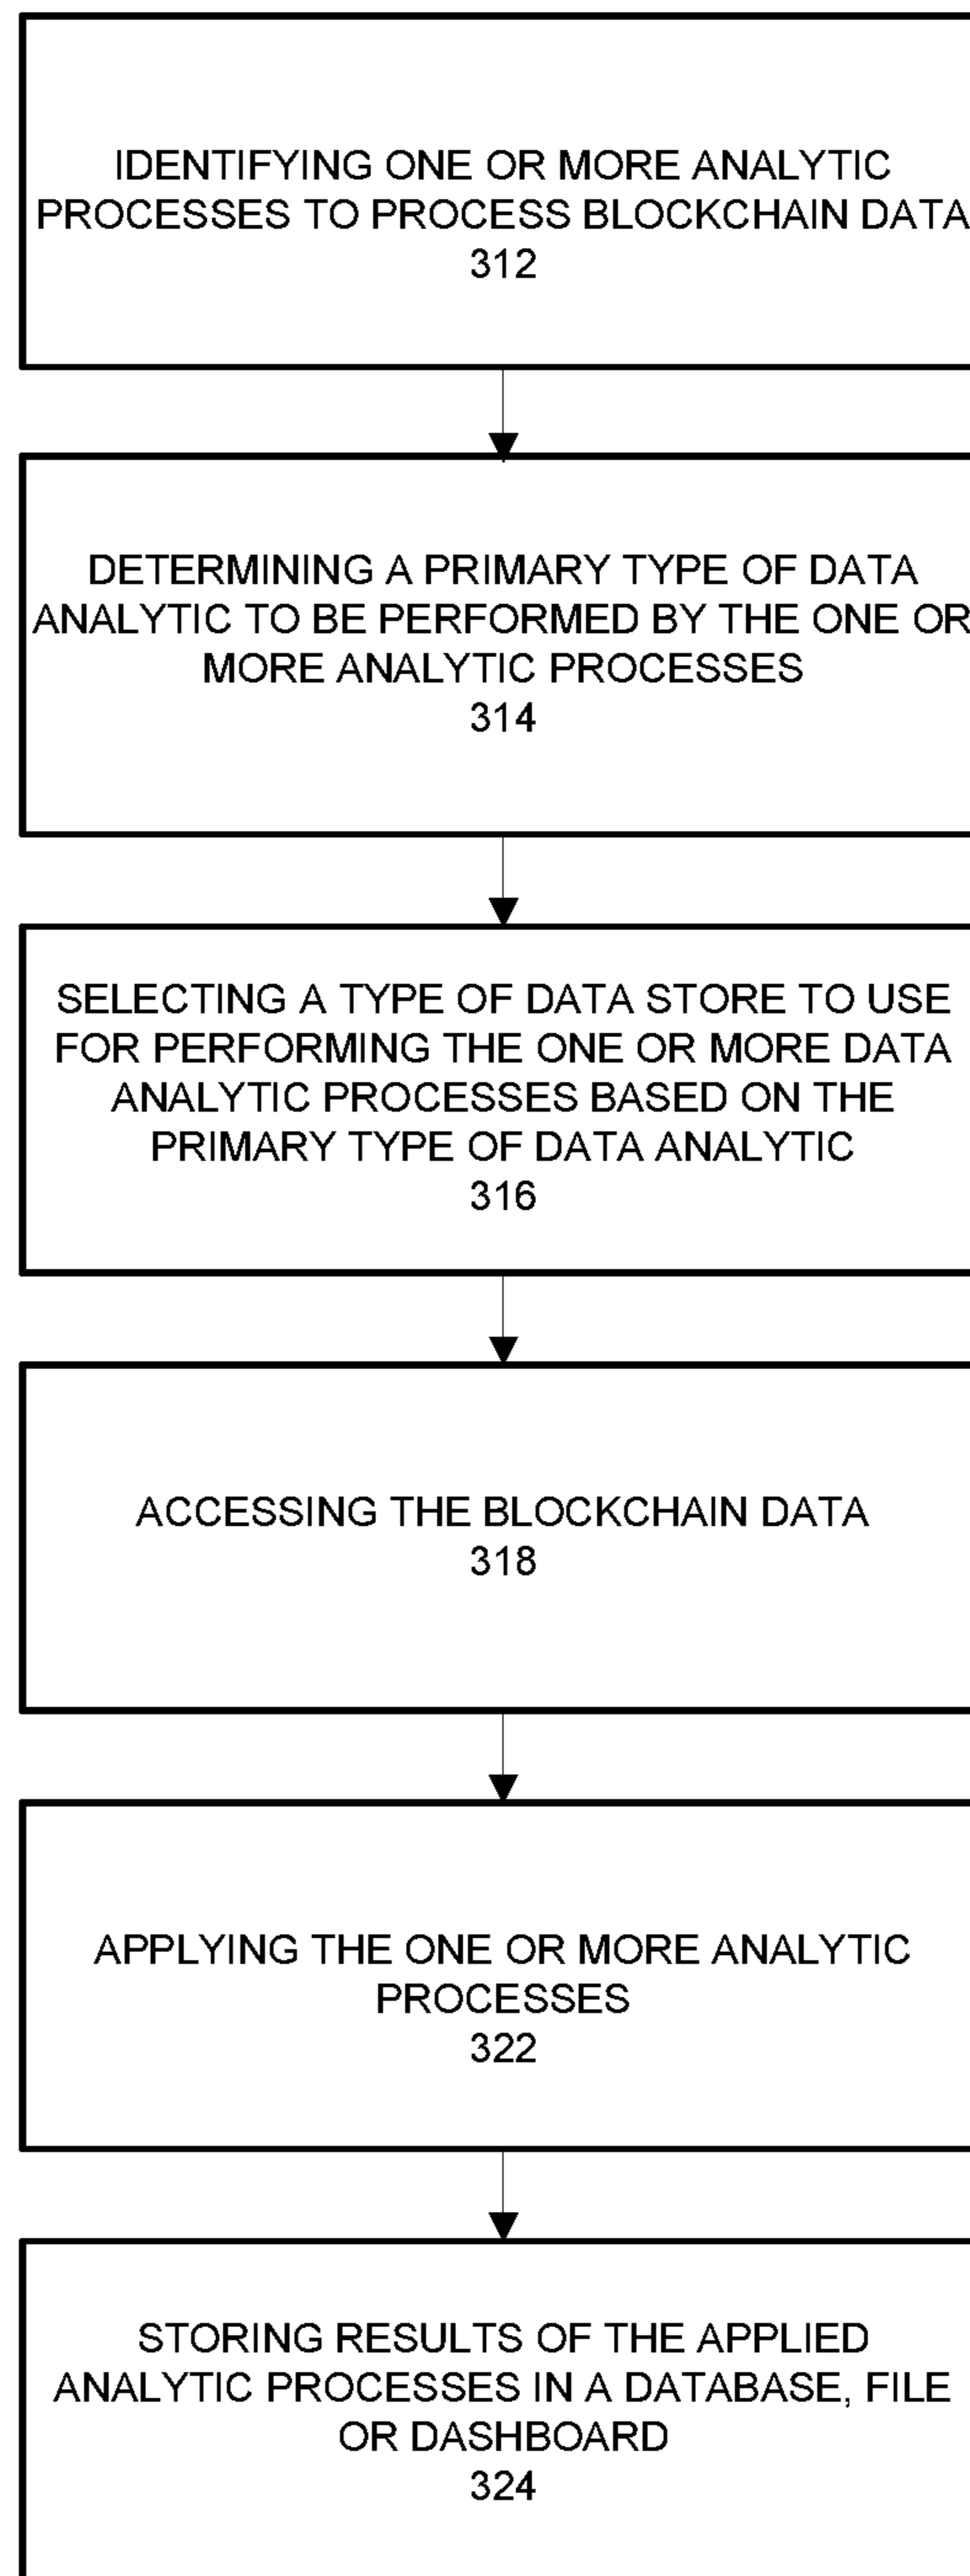 IDENTIFYING ONE OR MORE ANALYTIC
PROCESSES TO PROCESS BLOCKCHAIN DATA
312
DETERMINING A PRIMARY TYPE OF DATA
ANALYTIC TO BE PERFORMED BY THE ONE OR
MORE ANALYTIC PROCESSES
314
SELECTING A TYPE OF DATA STORE TO USE
FOR PERFORMING THE ONE OR MORE DATA
ANALYTIC PROCESSES BASED ON THE
PRIMARY TYPE OF DATA ANALYTIC
316
ACCESSING THE BLOCKCHAIN DATA
318
APPLYING THE ONE OR MORE ANALYTIC
PROCESSES
322
STORING RESULTS OF THE APPLIED
ANALYTIC PROCESSES IN A DATABASE, FILE
OR DASHBOARD
324